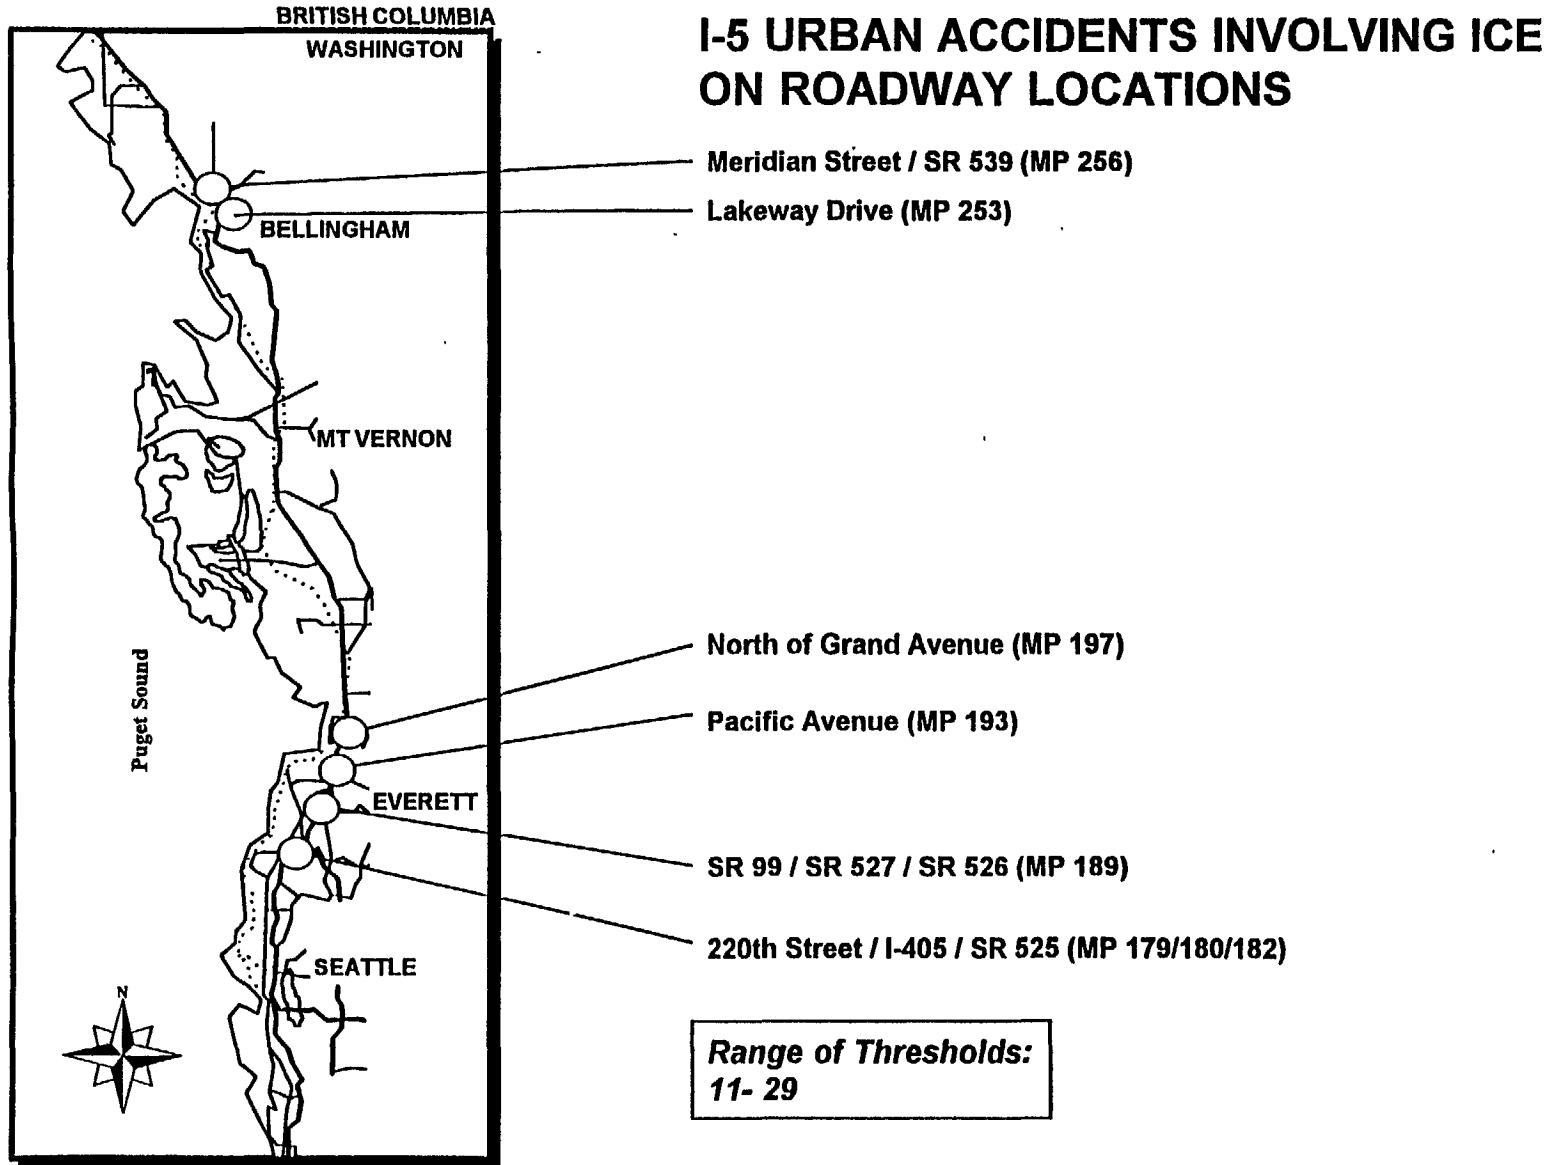 BRITISH COLUMBIA
WASHINGTON
I-5 URBAN ACCIDENTS INVOLVING ICE
ON ROADWAY LOCATIONS
Meridian Street / SR 539 (MP 256)
Lakeway Drive (MP 253)
BELLINGHAM
MT VERNON
North of Grand Avenue (MP 197)
Puget Sound
Pacific Avenue (MP 193)
EVERETT
SR 99 / SR 527 / SR 526 (MP 189)
220th Street / I-405 / SR 525 (MP 179/180/182)
SEATTLE
N
Range of Thresholds:
11- 29